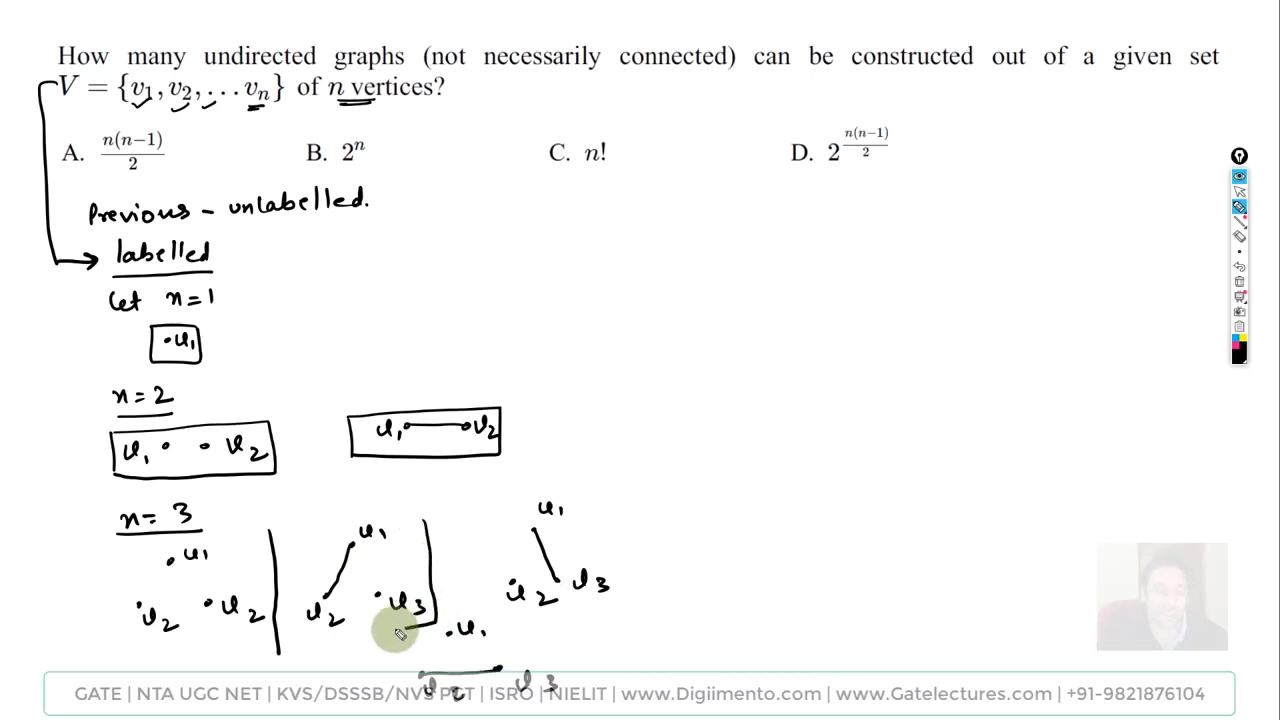 How many undirected graphs (not necessarily connected) can be constructed out of a given set
V = {v₁, v₂, … vₙ} of n vertices?
A. n(n−1)/2 B. 2ⁿ C. n! D. 2^(n(n−1)/2)
Previous - unlabelled.
labelled
Let n=1
v₁
n=2
v₁ v₂ v₁ v₂
n= 3
v₁ v₁ v₁
v₂ v₂ v₂ v₃ v₂ v₃
v₁
v₂ v₃
GATE | NTA UGC NET | KVS/DSSSB/NVS PGT | ISRO | NIELIT | www.Digiimento.com | www.Gatelectures.com | +91-9821876104